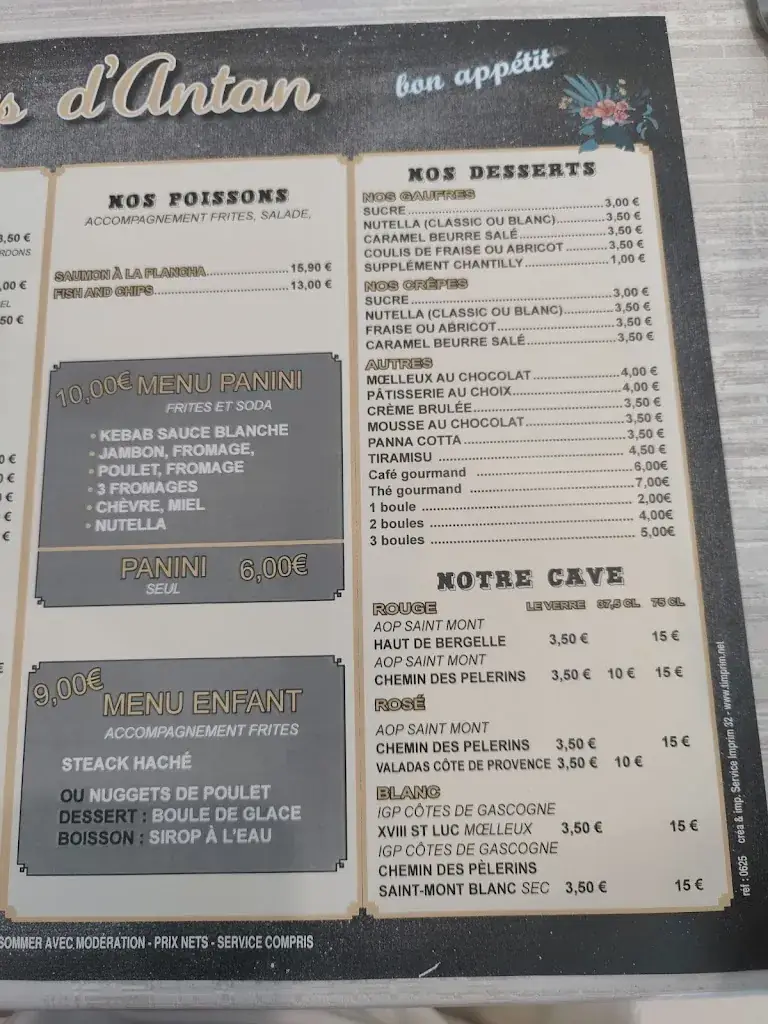 d'Antan
bon appétit
NOS POISSONS
ACCOMPAGNEMENT FRITES, SALADE,
SAUMON À LA PLANCHA 15,90 €
FISH AND CHIPS 13,00 €
10,00€ MENU PANINI
FRITES ET SODA
• KEBAB SAUCE BLANCHE
• JAMBON, FROMAGE,
• POULET, FROMAGE
• 3 FROMAGES
• CHÈVRE, MIEL
• NUTELLA
PANINI 6,00€
SEUL
9,00€ MENU ENFANT
ACCOMPAGNEMENT FRITES
STEACK HACHÉ
OU NUGGETS DE POULET
DESSERT : BOULE DE GLACE
BOISSON : SIROP À L'EAU
NOS DESSERTS
NOS GAUFRES
SUCRE 3,00 €
NUTELLA (CLASSIC OU BLANC) 3,50 €
CARAMEL BEURRE SALÉ 3,50 €
COULIS DE FRAISE OU ABRICOT 3,50 €
SUPPLÉMENT CHANTILLY 1,00 €
NOS CRÊPES
SUCRE 3,00 €
NUTELLA (CLASSIC OU BLANC) 3,50 €
FRAISE OU ABRICOT 3,50 €
CARAMEL BEURRE SALÉ 3,50 €
AUTRES
MŒLLEUX AU CHOCOLAT 4,00 €
PÂTISSERIE AU CHOIX 4,00 €
CRÈME BRULÉE 3,50 €
MOUSSE AU CHOCOLAT 3,50 €
PANNA COTTA 3,50 €
TIRAMISU 4,50 €
Café gourmand 6,00€
Thé gourmand 7,00€
1 boule 2,00€
2 boules 4,00€
3 boules 5,00€
NOTRE CAVE
ROUGE LE VERRE 37,5 CL 75 CL
AOP SAINT MONT
HAUT DE BERGELLE 3,50 € 15 €
AOP SAINT MONT
CHEMIN DES PELERINS 3,50 € 10 € 15 €
ROSÉ
AOP SAINT MONT
CHEMIN DES PELERINS 3,50 € 15 €
VALADAS CÔTE DE PROVENCE 3,50 € 10 €
BLANC
IGP CÔTES DE GASCOGNE
XVIII ST LUC MŒLLEUX 3,50 € 15 €
IGP CÔTES DE GASCOGNE
CHEMIN DES PÈLERINS
SAINT-MONT BLANC SEC 3,50 € 15 €
AVEC MODÉRATION - PRIX NETS - SERVICE COMPRIS
réf : 0625 créa & imp. Service Imprim 32 - www.timprim.net